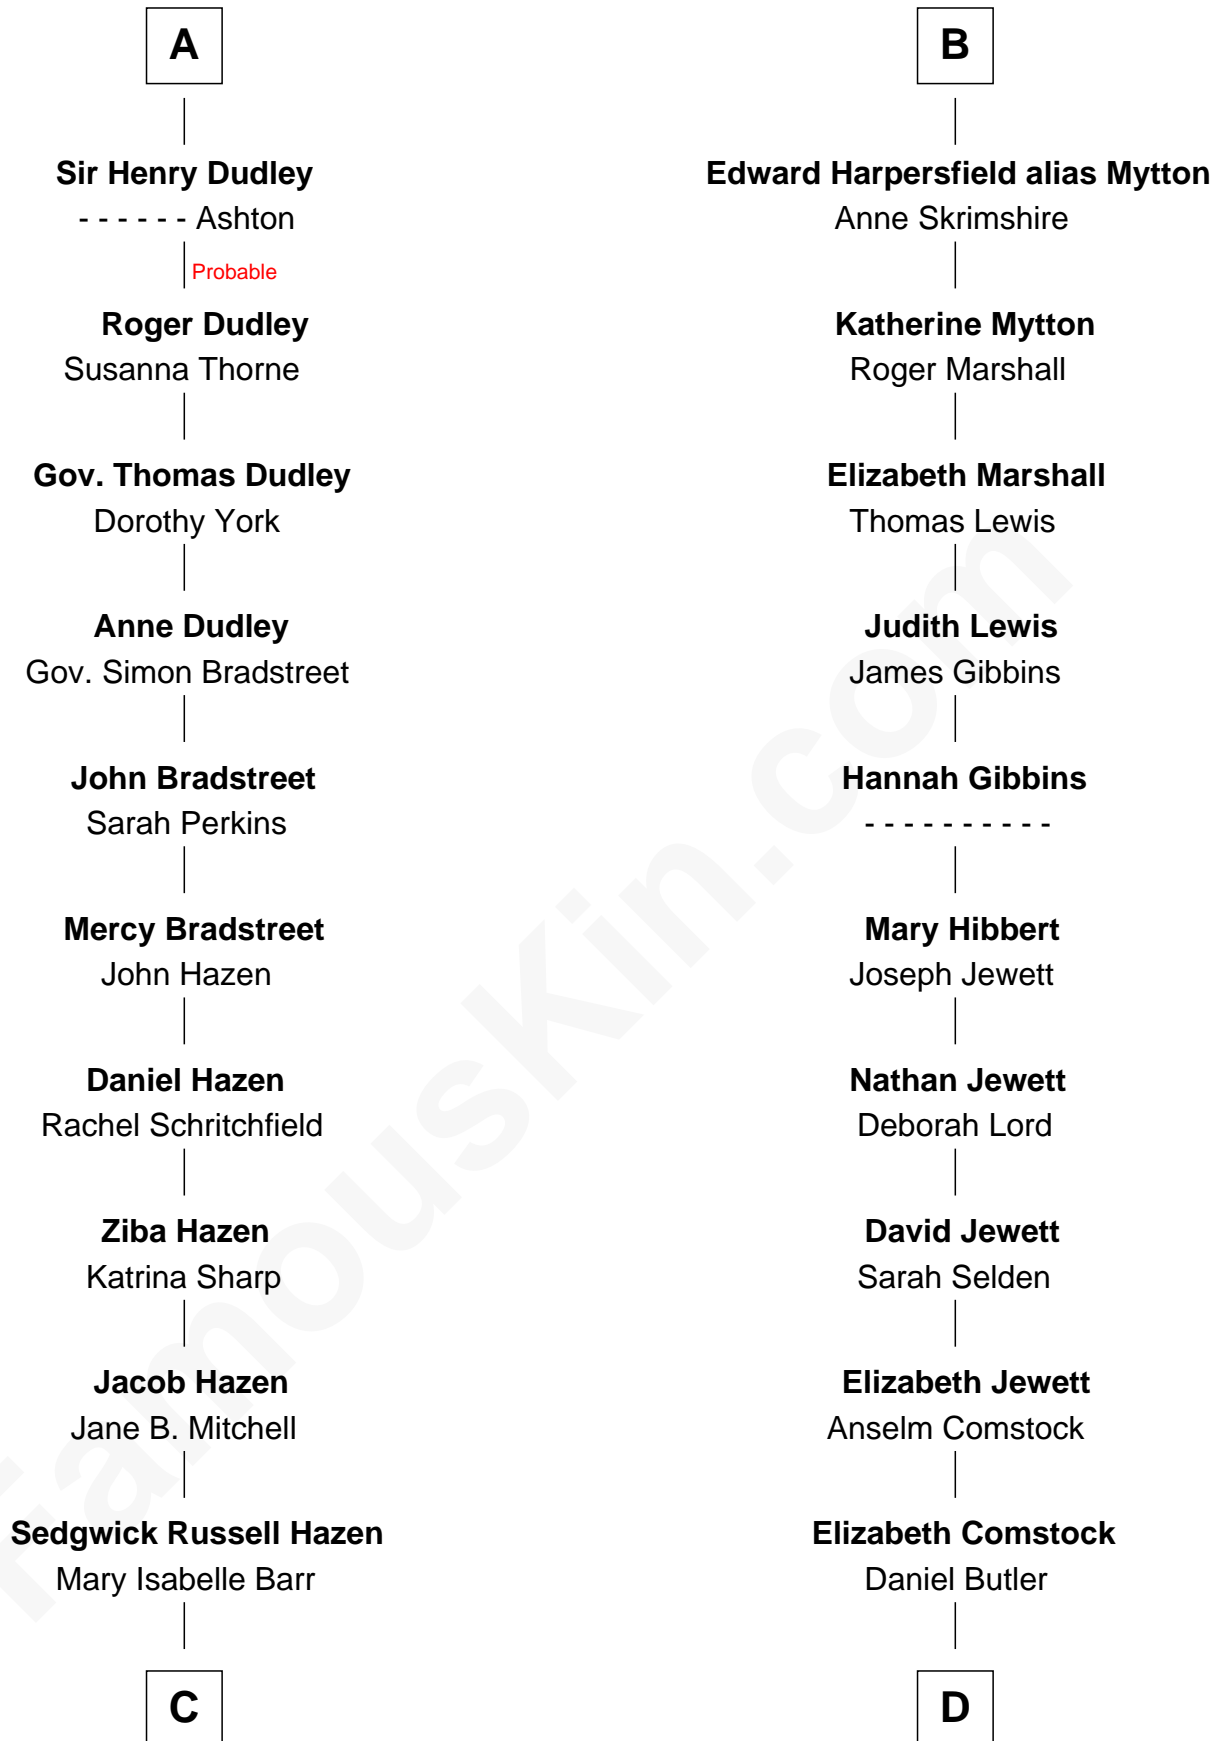 A
Sir Henry Dudley
- - - - - - Ashton
Probable
Roger Dudley
Susanna Thorne
Gov. Thomas Dudley
Dorothy York
Anne Dudley
Gov. Simon Bradstreet
John Bradstreet
Sarah Perkins
Mercy Bradstreet
John Hazen
Daniel Hazen
Rachel Schritchfield
Ziba Hazen
Katrina Sharp
Jacob Hazen
Jane B. Mitchell
Sedgwick Russell Hazen
Mary Isabelle Barr
C
B
Edward Harpersfield alias Mytton
Anne Skrimshire
Katherine Mytton
Roger Marshall
Elizabeth Marshall
Thomas Lewis
Judith Lewis
James Gibbins
Hannah Gibbins
- - - - - - - - - -
Mary Hibbert
Joseph Jewett
Nathan Jewett
Deborah Lord
David Jewett
Sarah Selden
Elizabeth Jewett
Anselm Comstock
Elizabeth Comstock
Daniel Butler
D
FamousKin.com